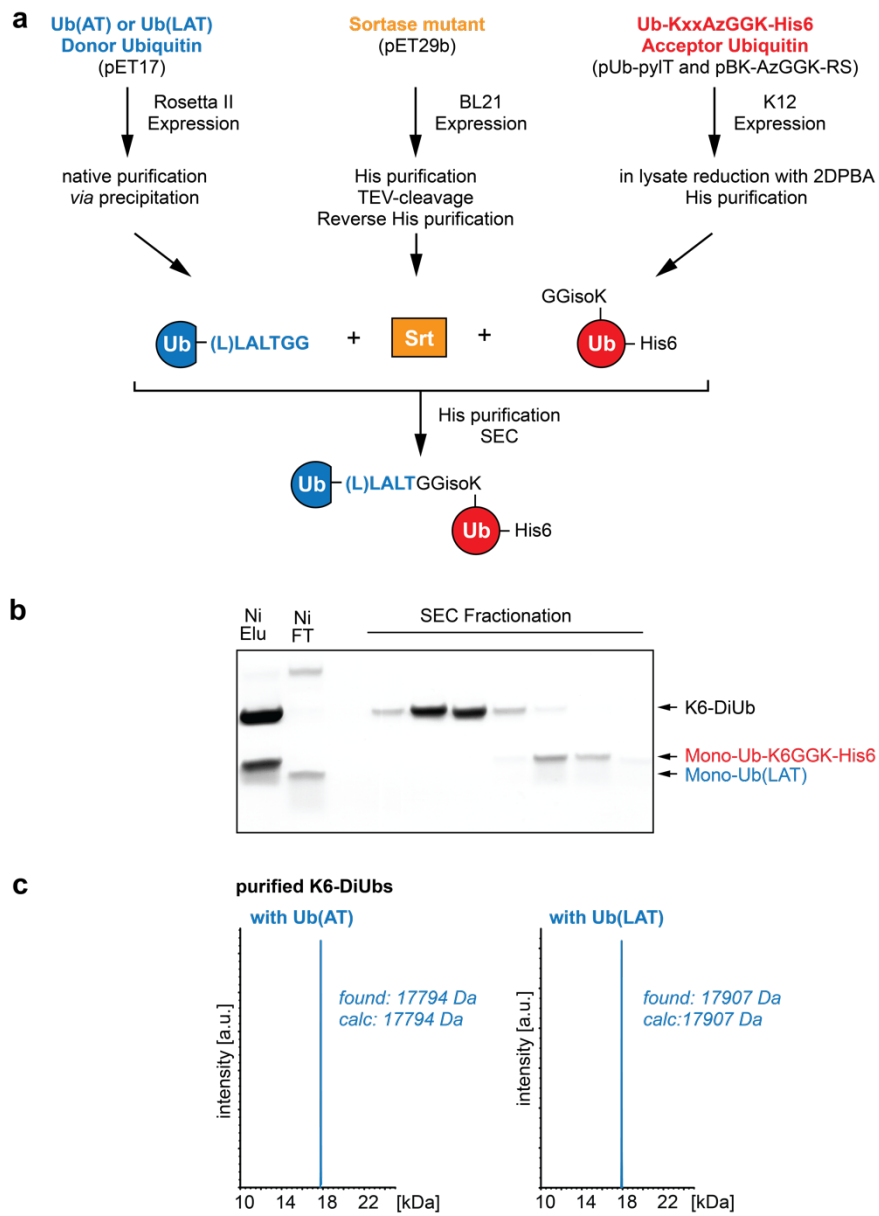 a
Ub(AT) or Ub(LAT)
Donor Ubiquitin
(pET17)
Sortase mutant
(pET29b)
Ub-KxxAzGGK-His6
Acceptor Ubiquitin
(pUb-pylT and pBK-AzGGK-RS)
Rosetta II
Expression
BL21
Expression
K12
Expression
native purification
via precipitation
His purification
TEV-cleavage
Reverse His purification
in lysate reduction with 2DPBA
His purification
GGisoK
Ub (L)LALTGG + Srt + Ub His6
His purification
SEC
Ub (L)LALTGGisoK
Ub His6
b
Ni
Elu
Ni
FT
SEC Fractionation
K6-DiUb
Mono-Ub-K6GGK-His6
Mono-Ub(LAT)
c
purified K6-DiUbs
with Ub(AT)
found: 17794 Da
calc: 17794 Da
intensity [a.u.]
10 14 18 22 [kDa]
with Ub(LAT)
found: 17907 Da
calc:17907 Da
intensity [a.u.]
10 14 18 22 [kDa]